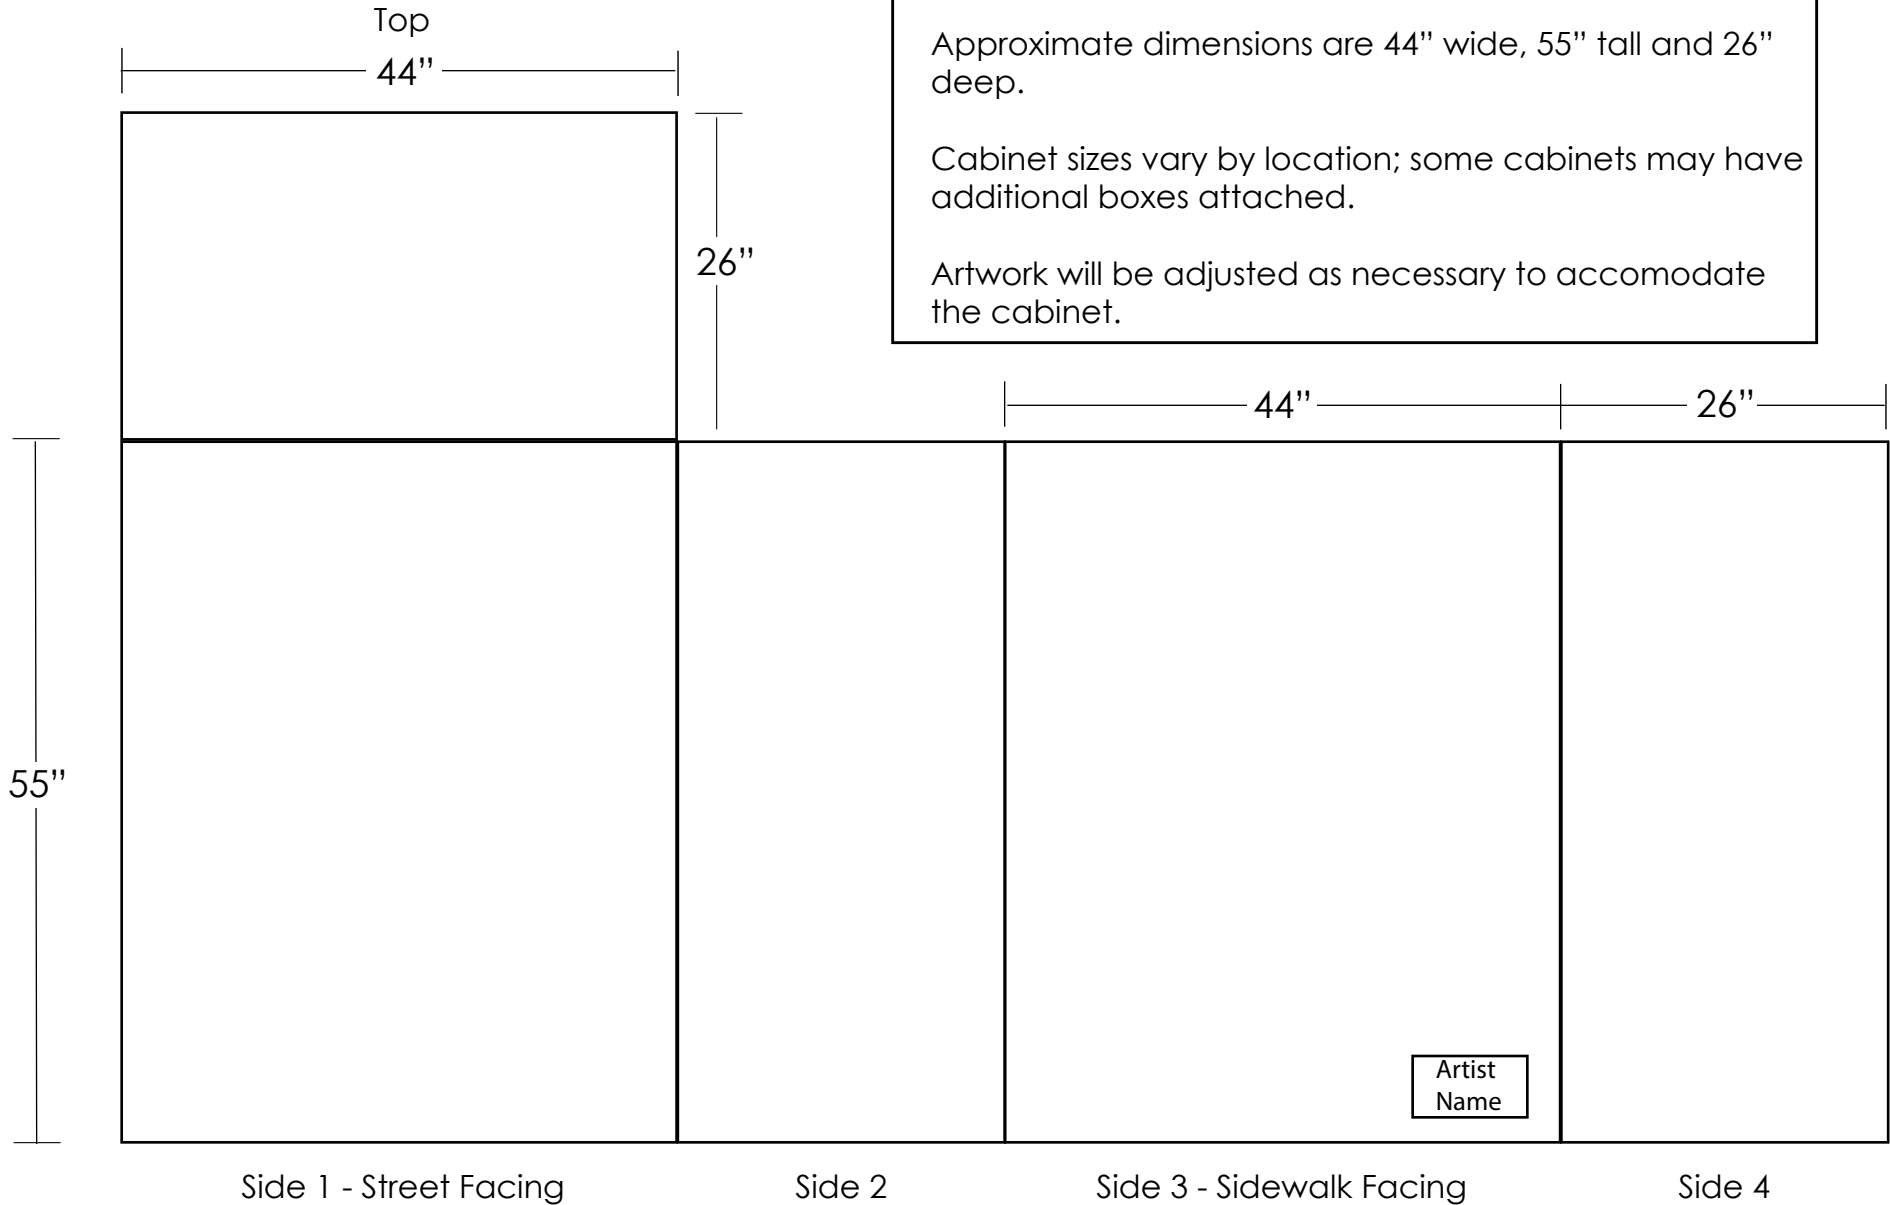 Top
44”
Approximate dimensions are 44” wide, 55” tall and 26”
deep.
Cabinet sizes vary by location; some cabinets may have
additional boxes attached.
Artwork will be adjusted as necessary to accomodate
the cabinet.
26”
44”
26”
55”
Artist
Name
Side 1 - Street Facing
Side 2
Side 3 - Sidewalk Facing
Side 4